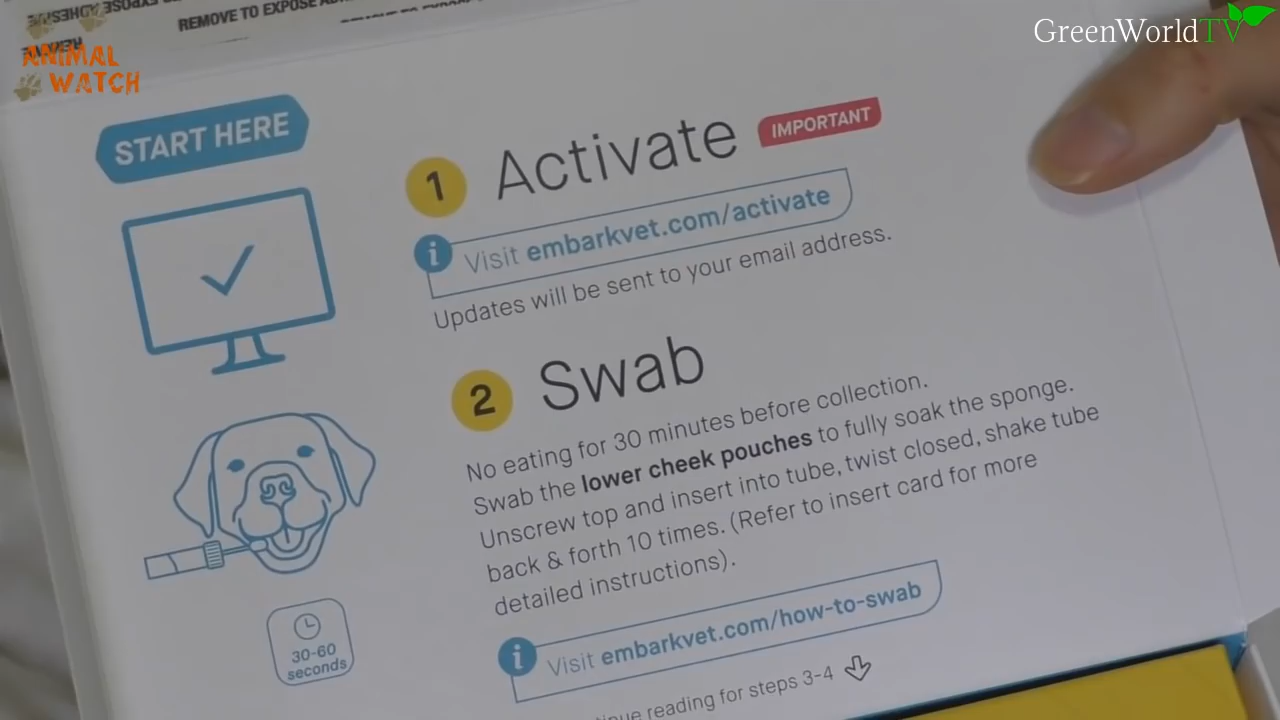 EXPOSE ADHESIVE
REMOVE TO EXPOSE
ANIMAL
WATCH
GreenWorldTV
START HERE
1 Activate IMPORTANT
i Visit embarkvet.com/activate
Updates will be sent to your email address.
2 Swab
No eating for 30 minutes before collection.
Swab the lower cheek pouches to fully soak the sponge.
Unscrew top and insert into tube, twist closed, shake tube
back & forth 10 times. (Refer to insert card for more
detailed instructions).
30-60
seconds
i Visit embarkvet.com/how-to-swab
reading for steps 3-4